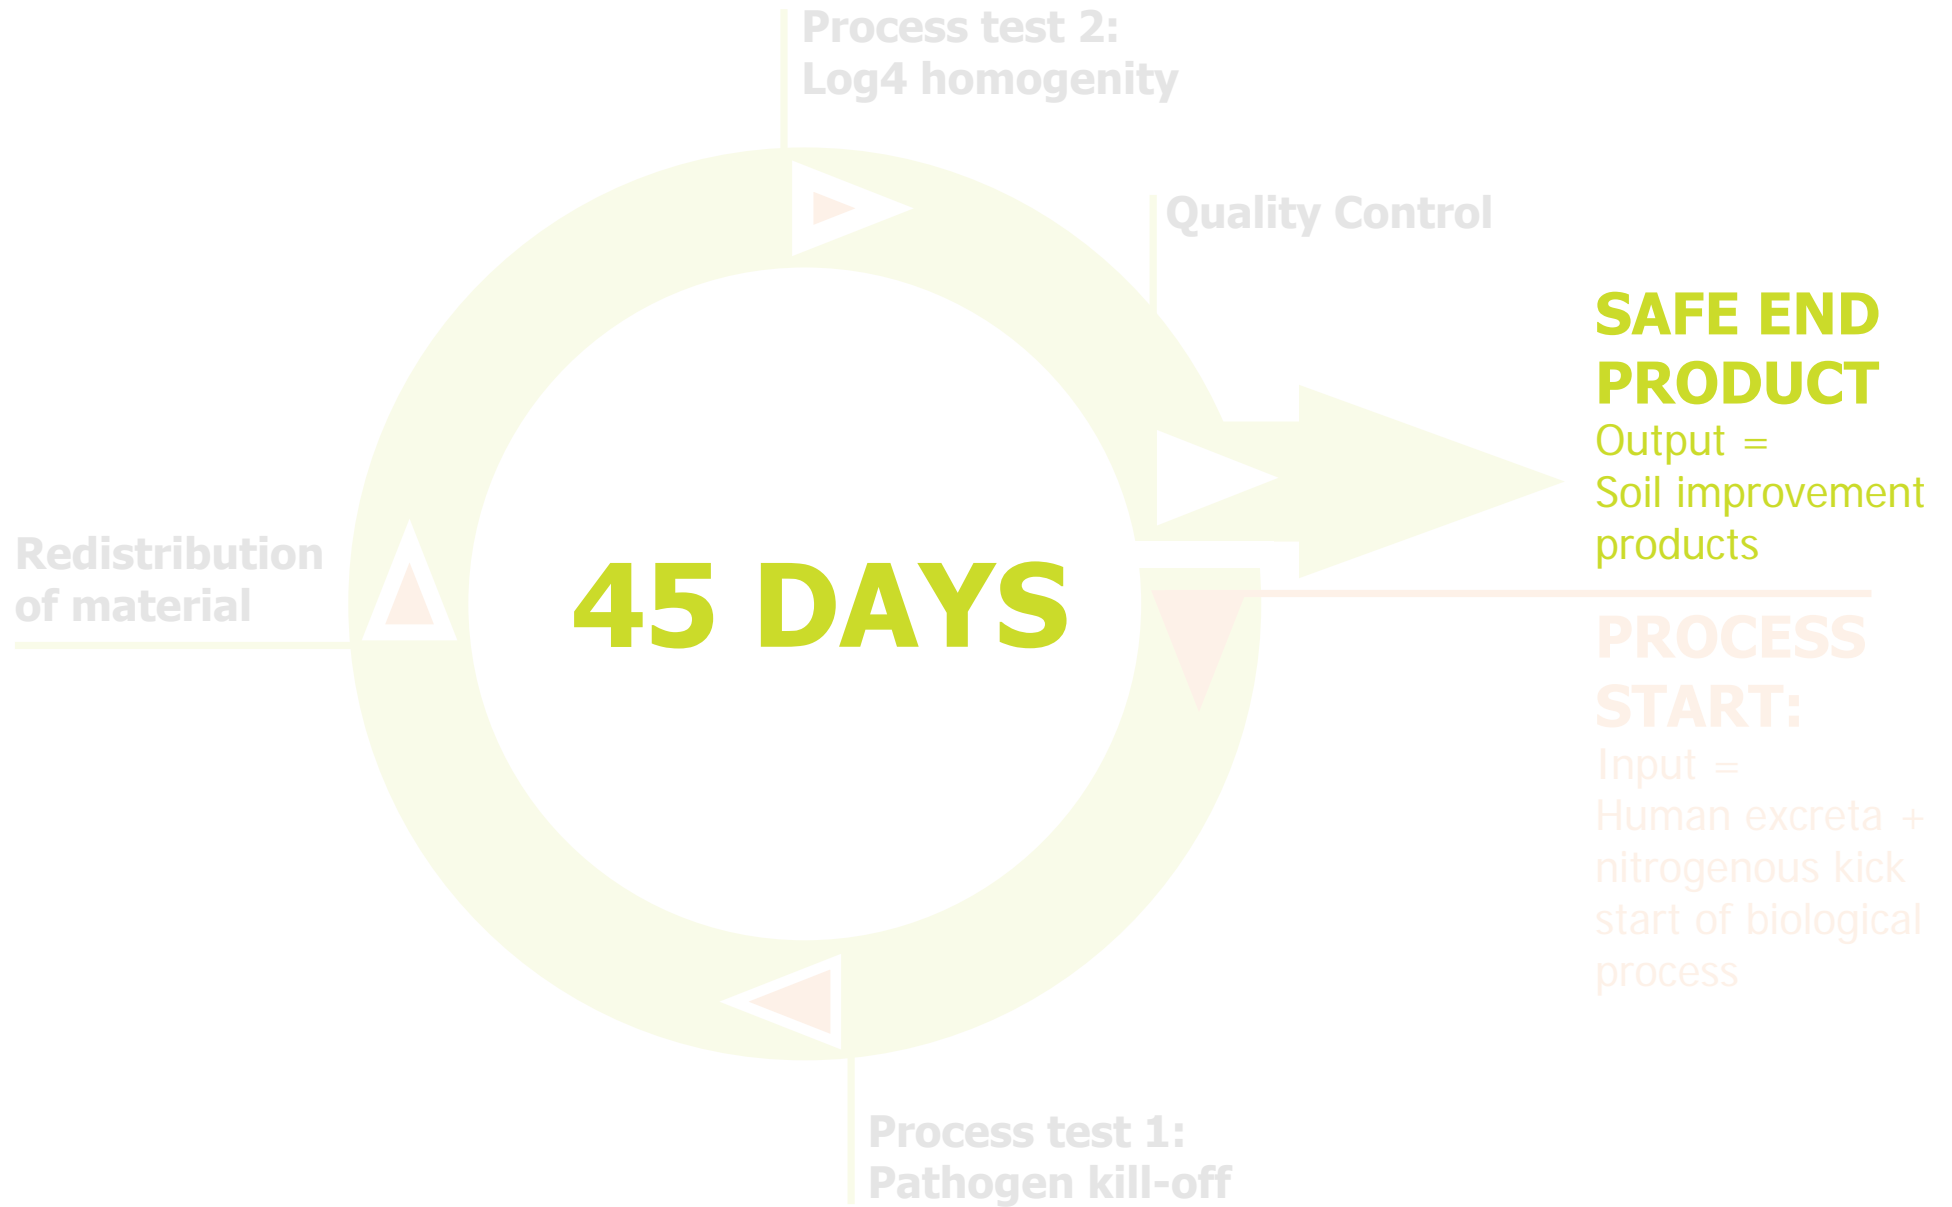 Process test 2:
Log4 homogenity
Quality Control
SAFE END
PRODUCT
Output =
Soil improvement
products
Redistribution
of material
45 DAYS
PROCESS
START:
Input =
Human excreta +
nitrogenous kick
start of biological
process
Process test 1:
Pathogen kill-off